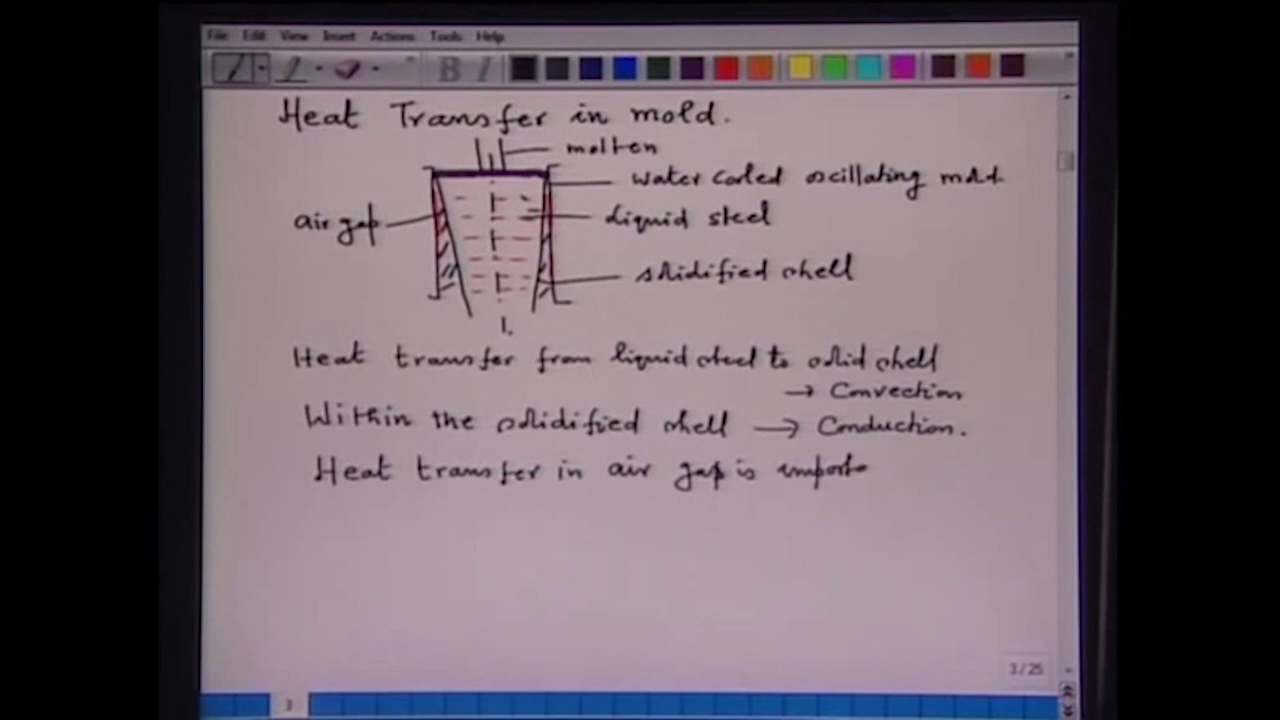 File Edit View Insert Actions Tools Help
B I
Heat Transfer in mold.
molten
water cooled oscillating mold
air gap
liquid steel
solidified shell
Heat transfer from liquid steel to solid shell
→ Convection
Within the solidified shell → Conduction.
Heat transfer in air gap is importa
3/25
3